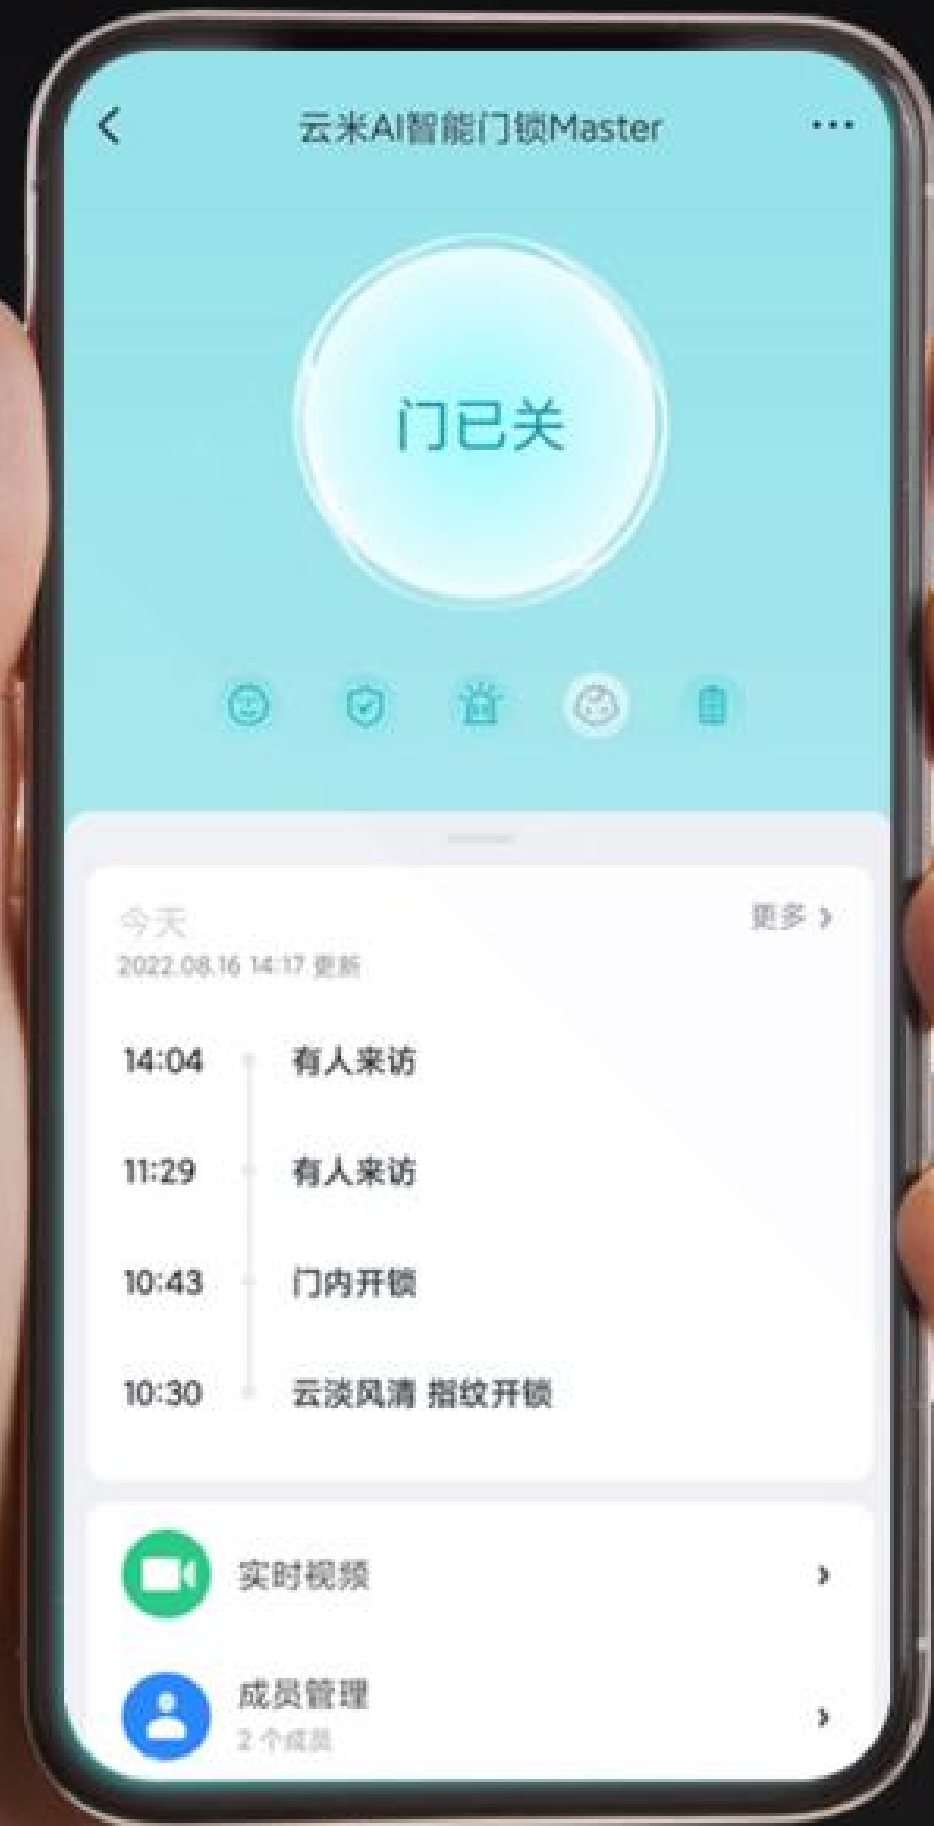 云米AI智能门锁Master
门已关
今天
更多
2022.08.16 14:17 更新
14:04 有人来访
11:29 有人来访
10:43 门内开锁
10:30 云淡风清 指纹开锁
实时视频
成员管理
2 个成员